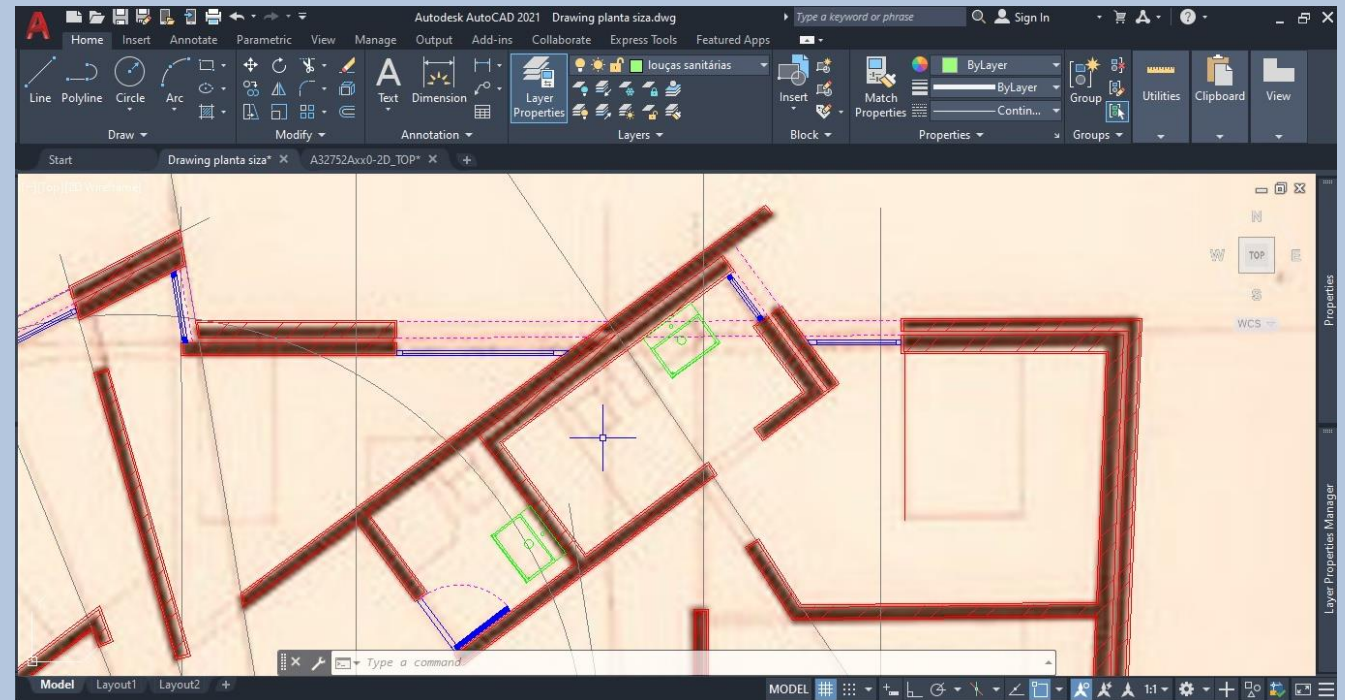 Autodesk AutoCAD 2021 Drawing planta siza.dwg Type a keyword or phrase Sign In
Home Insert Annotate Parametric View Manage Output Add-ins Collaborate Express Tools Featured Apps
louças sanitárias ByLayer
ByLayer
Contin...
Line Polyline Circle Arc Text Dimension Layer Properties Insert Match Properties Group Utilities Clipboard View
Draw Modify Annotation Layers Block Properties Groups
Start Drawing planta siza* A32752Axx0-2D_TOP* +
N
W TOP E
S
WCS
Properties
Layer Properties Manager
Type a command
Model Layout1 Layout2 + MODEL 1:1